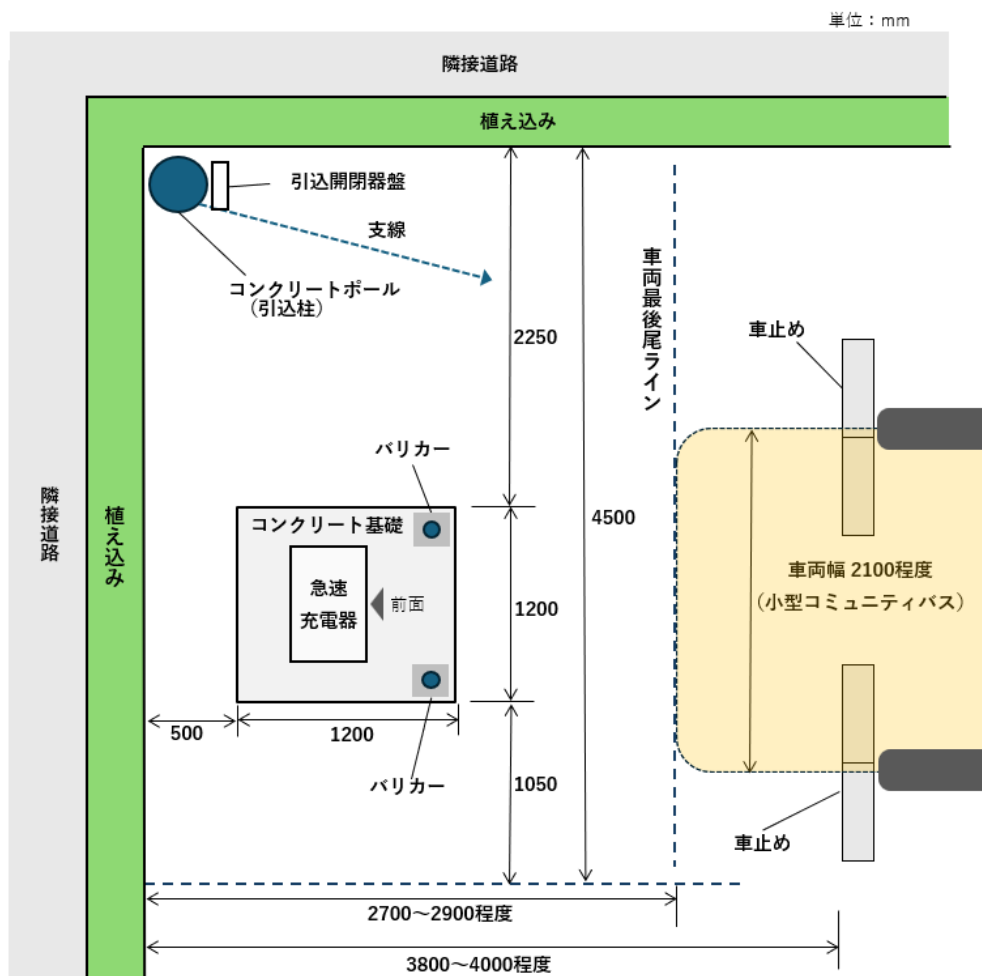 単位：mm
隣接道路
植え込み
引込開閉器盤
支線
コンクリートポール
（引込柱）
車両最後尾ライン
2250
車止め
バリカー
隣接道路
植え込み
コンクリート基礎
4500
急速
充電器
前面
車両幅 2100程度
（小型コミュニティバス）
1200
500
1200
バリカー
1050
車止め
2700～2900程度
3800～4000程度